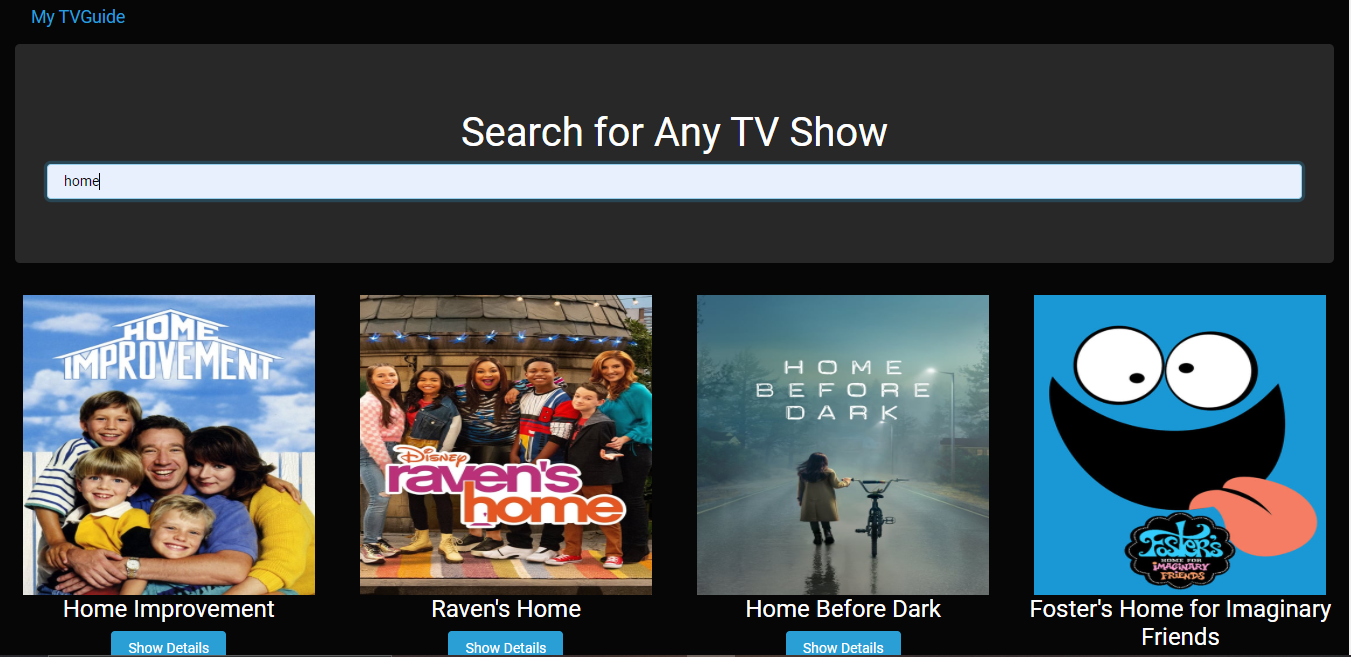 My TVGuide
Search for Any TV Show
home
HOME
IMPROVEMENT
Disney
raven's
home
HOME
BEFORE
DARK
Foster's
HOME FOR
IMAGINARY
FRIENDS
Home Improvement
Raven's Home
Home Before Dark
Foster's Home for Imaginary
Friends
Show Details
Show Details
Show Details